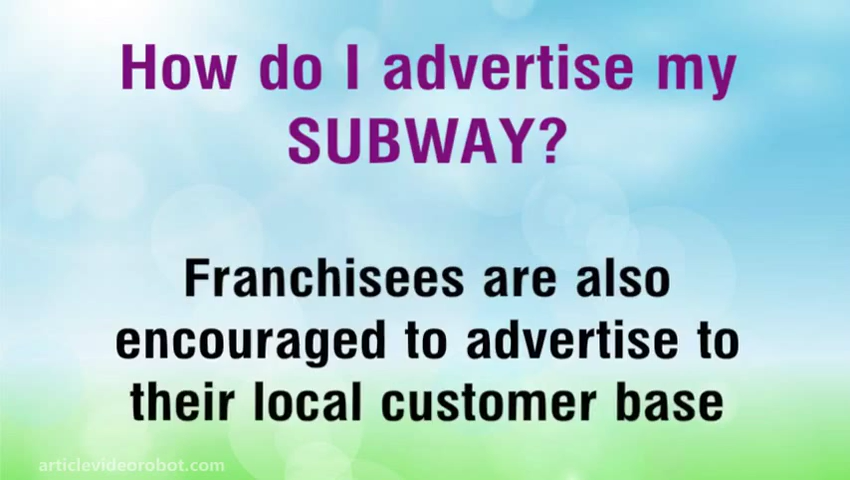 How do I advertise my
SUBWAY?
Franchisees are also
encouraged to advertise to
their local customer base
articlevideorobot.com